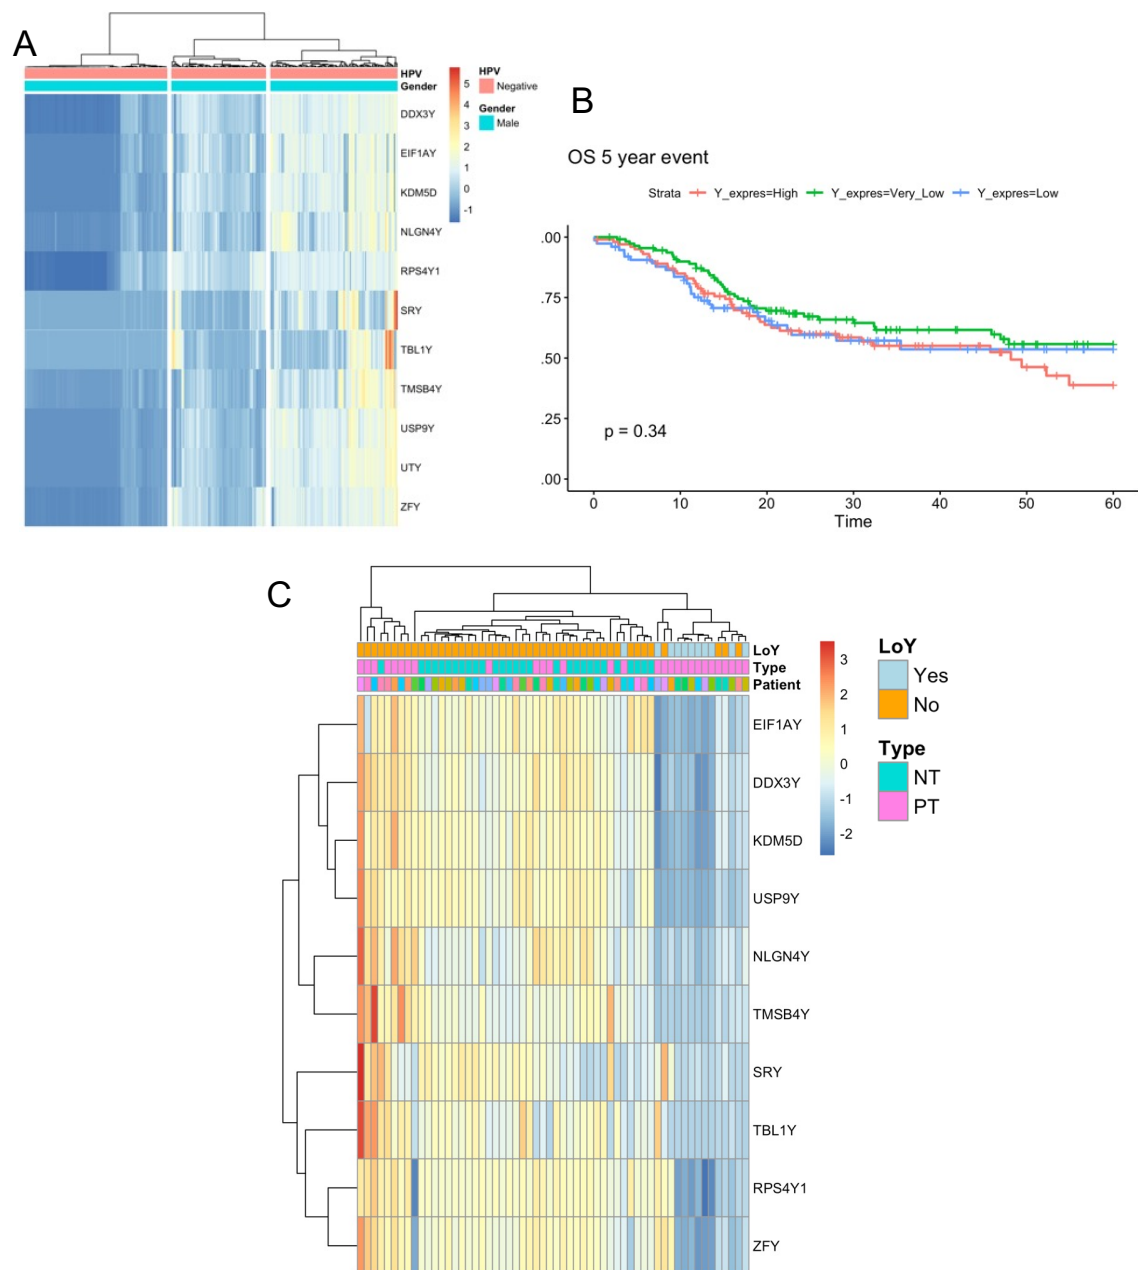 A
HPV
Gender
DDX3Y
EIF1AY
KDM5D
NLGN4Y
RPS4Y1
SRY
TBL1Y
TMSB4Y
USP9Y
UTY
ZFY
5
4
3
2
1
0
-1
HPV
Negative
Gender
Male
B
OS 5 year event
Strata Y_expres=High Y_expres=Very_Low Y_expres=Low
.00
.75
.50
.25
.00
p = 0.34
0 10 20 30 40 50 60
Time
C
LoY
Type
Patient
EIF1AY
DDX3Y
KDM5D
USP9Y
NLGN4Y
TMSB4Y
SRY
TBL1Y
RPS4Y1
ZFY
3
2
1
0
-1
-2
LoY
Yes
No
Type
NT
PT